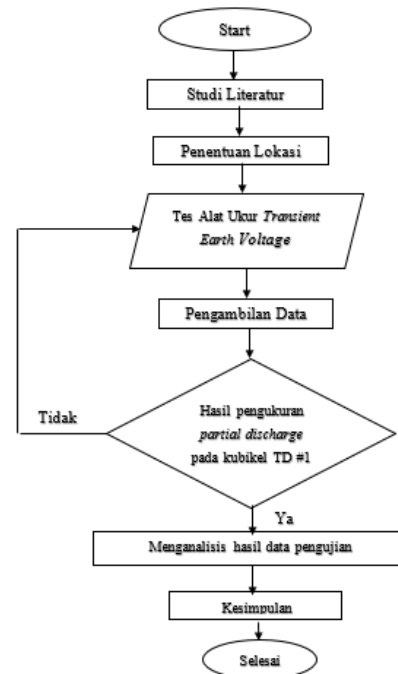 Start
Studi Literatur
Penentuan Lokasi
Tes Alat Ukur Transient
Earth Voltage
Pengambilan Data
Tidak
Hasil pengukuran
partial discharge
pada kubikel TD #1
Ya
Menganalisis hasil data pengujian
Kesimpulan
Selesai